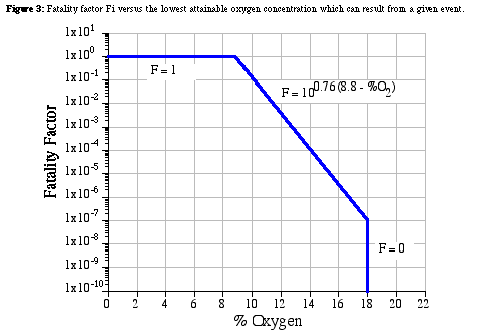 Figure 3: Fatality factor Fi versus the lowest attainable oxygen concentration which can result from a given event.
1x10^1
1x10^0
1x10^-1
1x10^-2
1x10^-3
1x10^-4
1x10^-5
1x10^-6
1x10^-7
1x10^-8
1x10^-9
1x10^-10
Fatality Factor
F = 1
F = 10^0.76(8.8 - %O2)
F = 0
0 2 4 6 8 10 12 14 16 18 20 22
% Oxygen